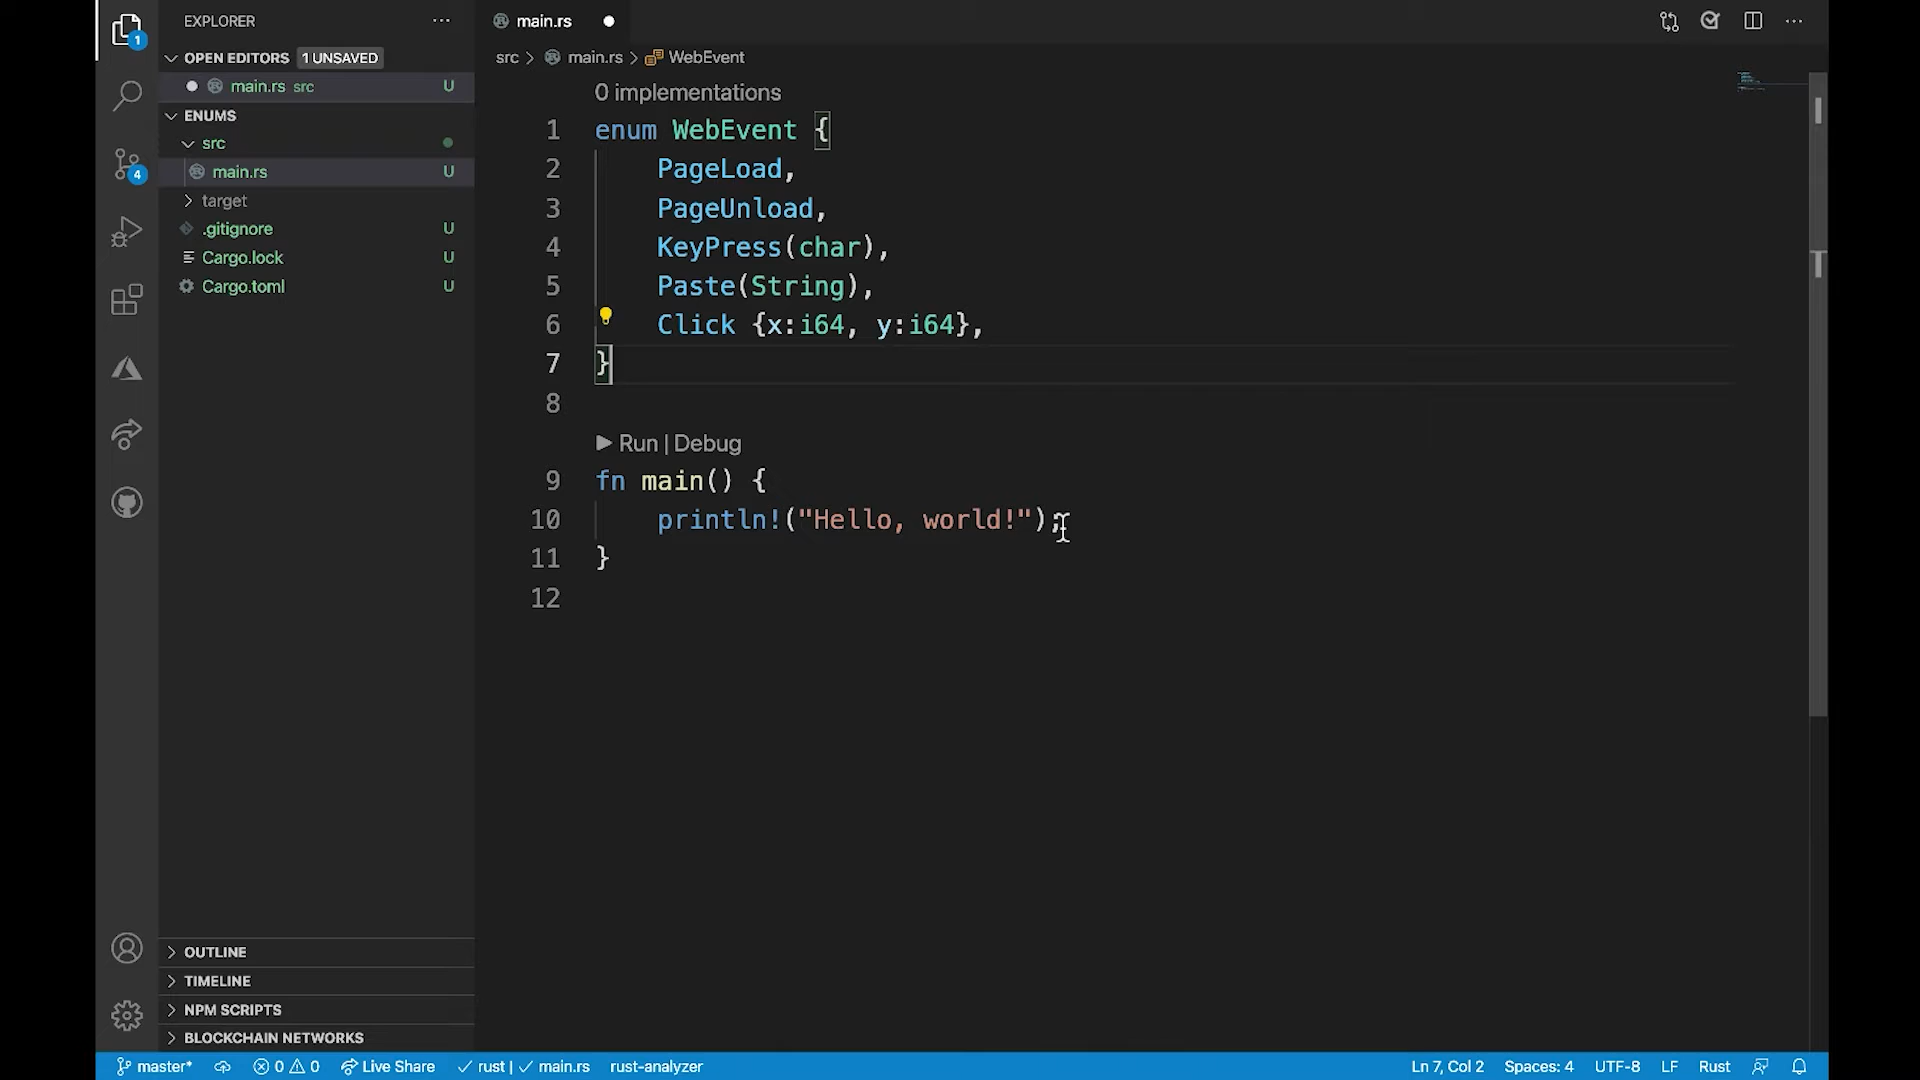 EXPLORER
OPEN EDITORS 1 UNSAVED
main.rs src U
ENUMS
src
main.rs U
target
.gitignore U
Cargo.lock U
Cargo.toml U
OUTLINE
TIMELINE
NPM SCRIPTS
BLOCKCHAIN NETWORKS
1
4
main.rs
src > main.rs > WebEvent
0 implementations
1 enum WebEvent {
2 PageLoad,
3 PageUnload,
4 KeyPress(char),
5 Paste(String),
6 Click {x:i64, y:i64},
7 }
8
Run | Debug
9 fn main() {
10 println!("Hello, world!");
11 }
12
master* 0 0 Live Share rust | main.rs rust-analyzer Ln 7, Col 2 Spaces: 4 UTF-8 LF Rust